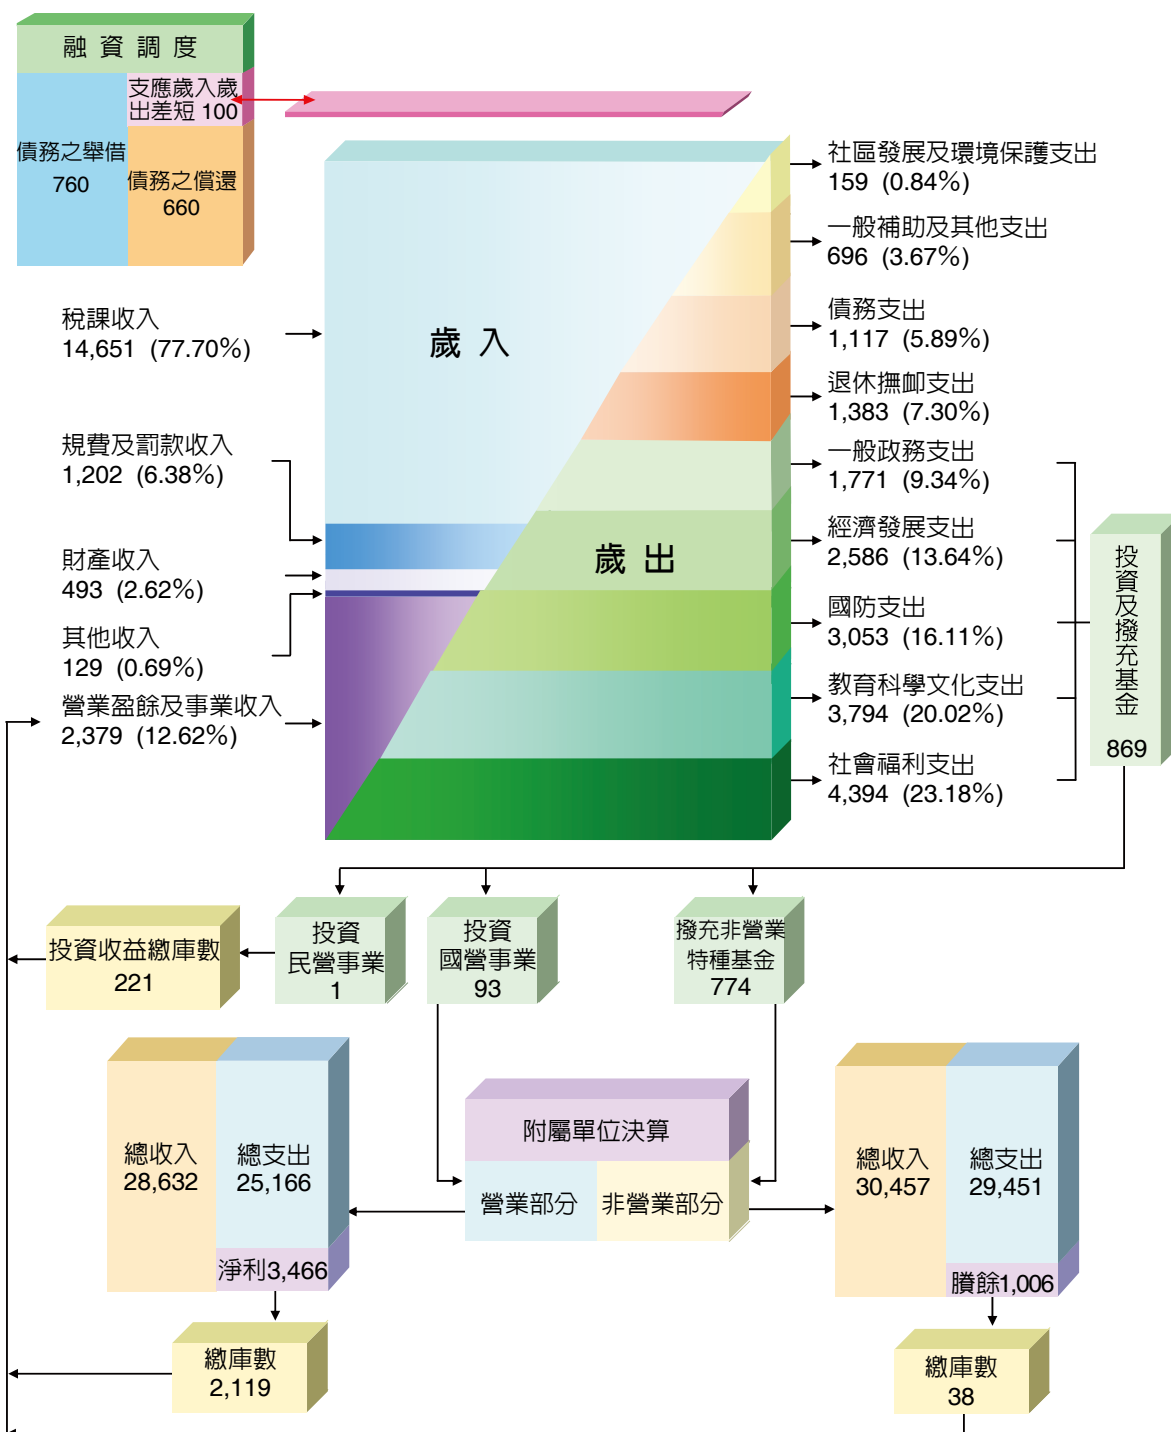 融資調度
支應歲入歲
出差短 100
債務之舉借
760
債務之償還
660
社區發展及環境保護支出
159 (0.84%)
一般補助及其他支出
696 (3.67%)
債務支出
1,117 (5.89%)
退休撫卹支出
1,383 (7.30%)
一般政務支出
1,771 (9.34%)
經濟發展支出
2,586 (13.64%)
國防支出
3,053 (16.11%)
教育科學文化支出
3,794 (20.02%)
社會福利支出
4,394 (23.18%)
稅課收入
14,651 (77.70%)
規費及罰款收入
1,202 (6.38%)
財產收入
493 (2.62%)
其他收入
129 (0.69%)
營業盈餘及事業收入
2,379 (12.62%)
歲入
歲出
投資及撥充基金
869
投資收益繳庫數
221
投資
民營事業
1
投資
國營事業
93
撥充非營業
特種基金
774
總收入
28,632
總支出
25,166
淨利3,466
附屬單位決算
營業部分
非營業部分
總收入
30,457
總支出
29,451
賸餘1,006
繳庫數
2,119
繳庫數
38